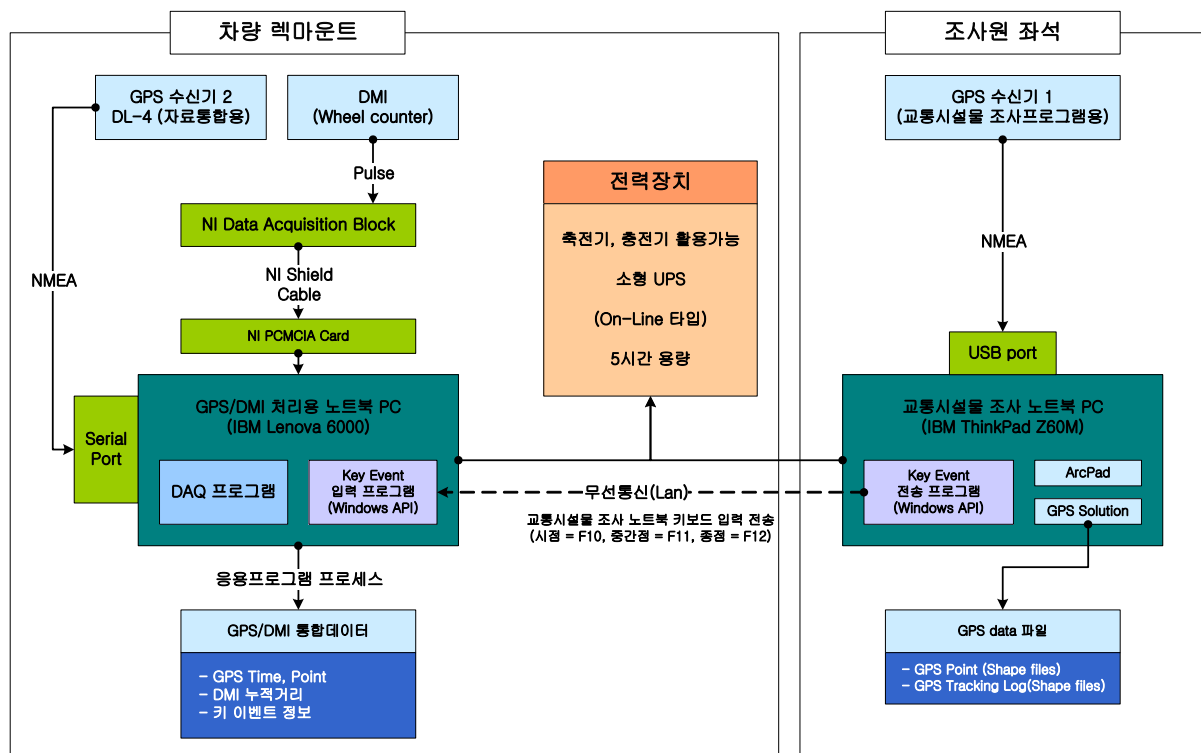 차량 렉마운트
조사원 좌석
GPS 수신기 2
DL-4 (자료통합용)
DMI
(Wheel counter)
GPS 수신기 1
(교통시설물 조사프로그램용)
Pulse
전력장치
NI Data Acquisition Block
축전기, 충전기 활용가능
소형 UPS
(On-Line 타입)
5시간 용량
NMEA
NMEA
NI Shield
Cable
NI PCMCIA Card
USB port
Serial
Port
GPS/DMI 처리용 노트북 PC
(IBM Lenova 6000)
DAQ 프로그램
Key Event
입력 프로그램
(Windows API)
교통시설물 조사 노트북 PC
(IBM ThinkPad Z60M)
Key Event
전송 프로그램
(Windows API)
ArcPad
GPS Solution
무선통신(Lan)
교통시설물 조사 노트북 키보드 입력 전송
(시점 = F10, 중간점 = F11, 종점 = F12)
응용프로그램 프로세스
GPS/DMI 통합데이터
- GPS Time, Point
- DMI 누적거리
- 키 이벤트 정보
GPS data 파일
- GPS Point (Shape files)
- GPS Tracking Log(Shape files)